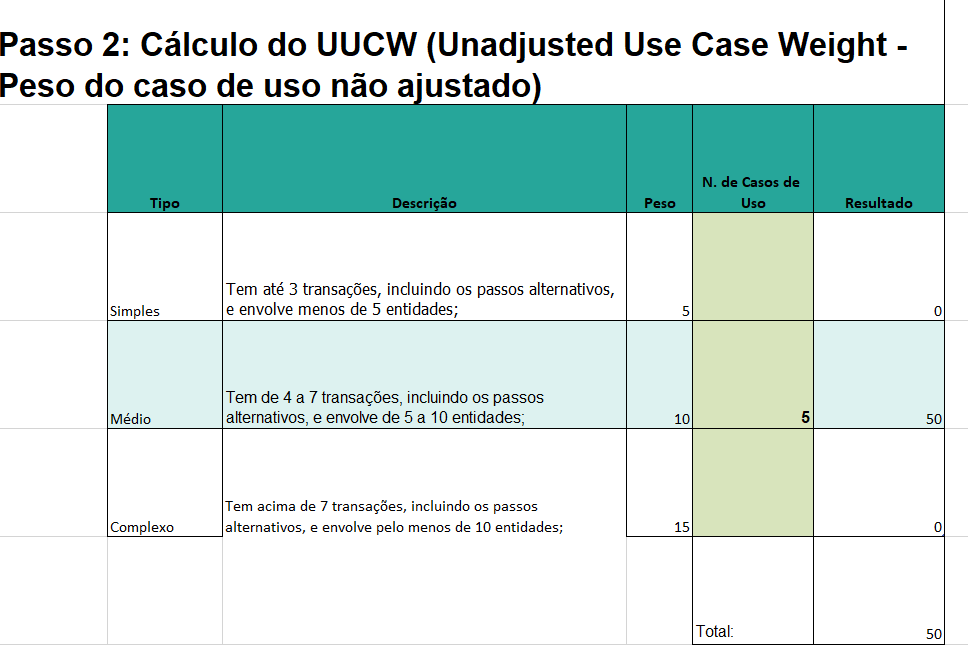 Passo 2: Cálculo do UUCW (Unadjusted Use Case Weight -
Peso do caso de uso não ajustado)
Tipo Descrição Peso N. de Casos de Uso Resultado
Simples Tem até 3 transações, incluindo os passos alternativos,
e envolve menos de 5 entidades; 5 0
Médio Tem de 4 a 7 transações, incluindo os passos
alternativos, e envolve de 5 a 10 entidades; 10 5 50
Complexo Tem acima de 7 transações, incluindo os passos
alternativos, e envolve pelo menos de 10 entidades; 15 0
Total: 50